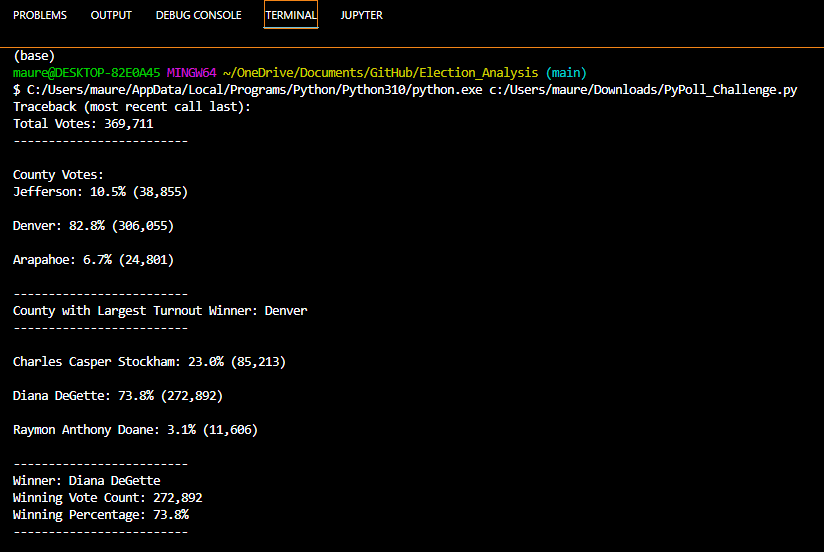 PROBLEMS OUTPUT DEBUG CONSOLE TERMINAL JUPYTER
(base)
maure@DESKTOP-82E0A45 MINGW64 ~/OneDrive/Documents/GitHub/Election_Analysis (main)
$ C:/Users/maure/AppData/Local/Programs/Python/Python310/python.exe c:/Users/maure/Downloads/PyPoll_Challenge.py
Traceback (most recent call last):
Total Votes: 369,711
-------------------------
County Votes:
Jefferson: 10.5% (38,855)
Denver: 82.8% (306,055)
Arapahoe: 6.7% (24,801)
-------------------------
County with Largest Turnout Winner: Denver
-------------------------
Charles Casper Stockham: 23.0% (85,213)
Diana DeGette: 73.8% (272,892)
Raymon Anthony Doane: 3.1% (11,606)
-------------------------
Winner: Diana DeGette
Winning Vote Count: 272,892
Winning Percentage: 73.8%
-------------------------